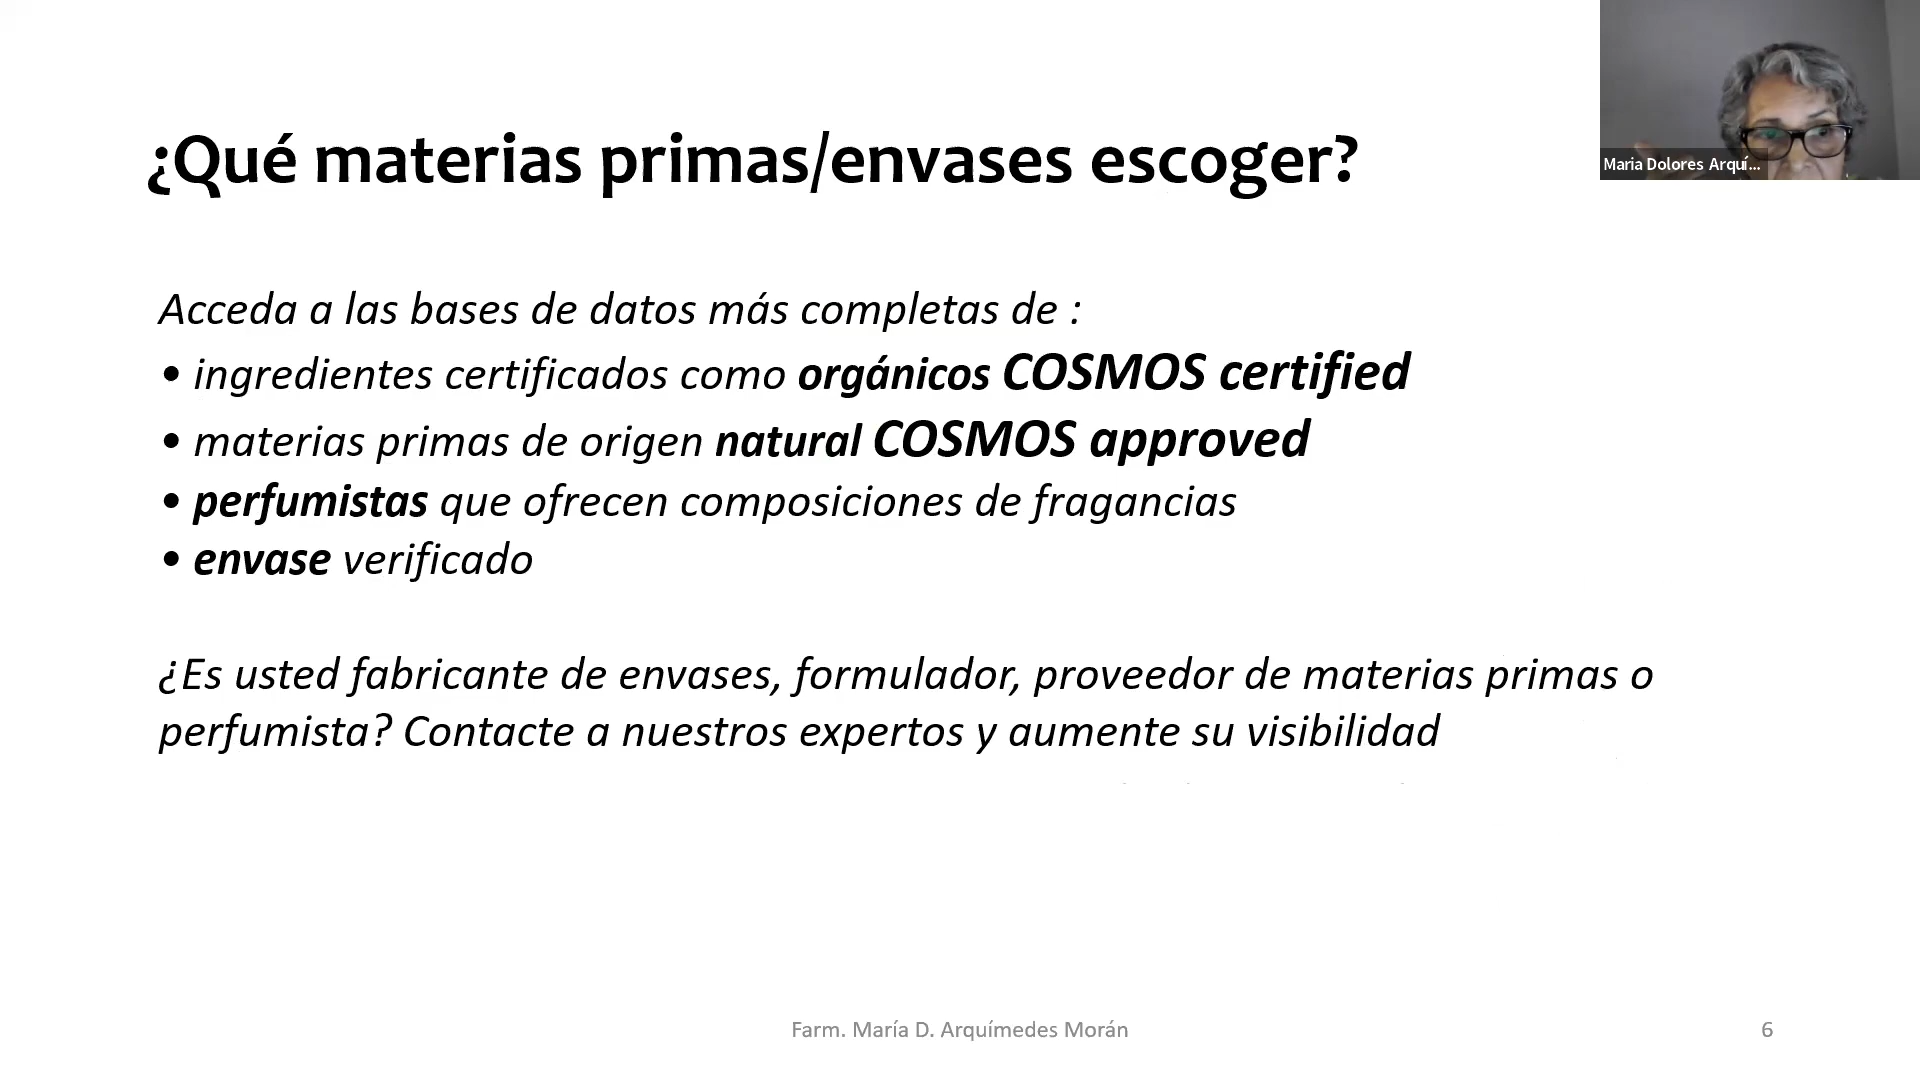 Maria Dolores Arquí...
¿Qué materias primas/envases escoger?
Acceda a las bases de datos más completas de :
• ingredientes certificados como orgánicos COSMOS certified
• materias primas de origen natural COSMOS approved
• perfumistas que ofrecen composiciones de fragancias
• envase verificado
¿Es usted fabricante de envases, formulador, proveedor de materias primas o
perfumista? Contacte a nuestros expertos y aumente su visibilidad
Farm. María D. Arquímedes Morán
6